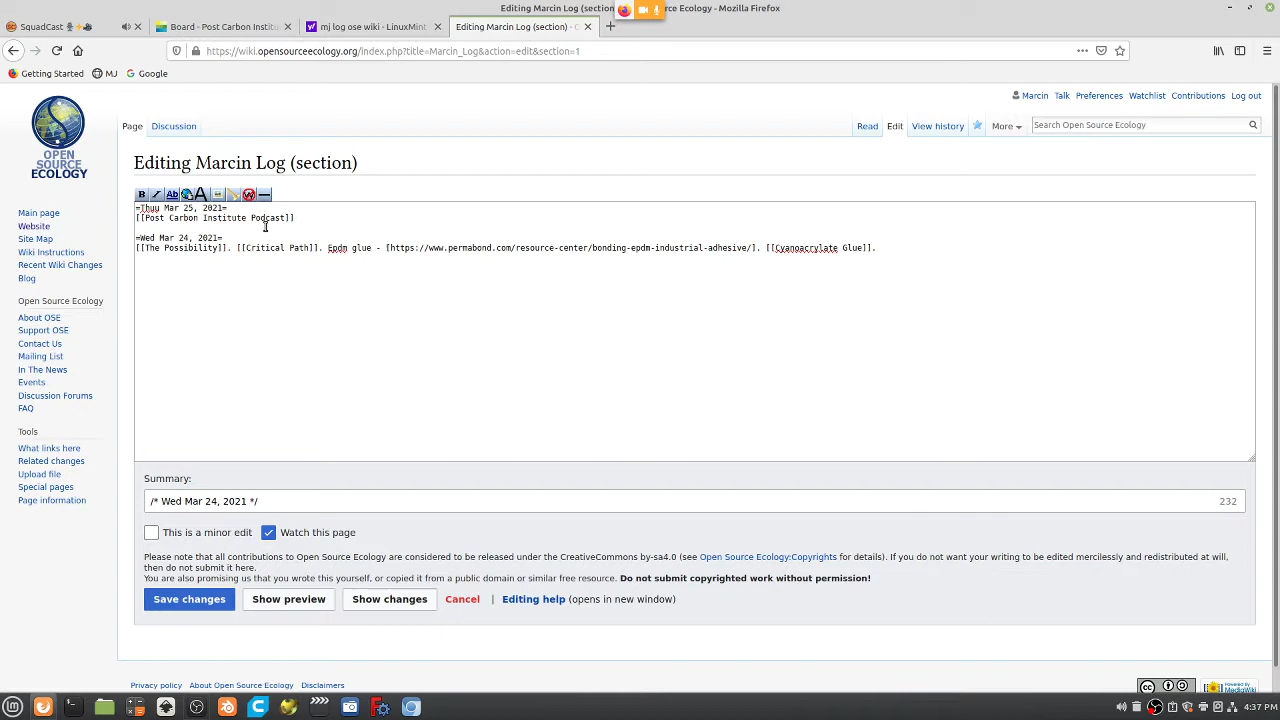 Editing Marcin Log (section)
Source Ecology — Mozilla Firefox
SquadCast
Board - Post Carbon Institu
mj log ose wiki - LinuxMint
Editing Marcin Log (section) - O
https://wiki.opensourceecology.org/index.php?title=Marcin_Log&action=edit&section=1
Getting Started
MJ
Google
Marcin
Talk
Preferences
Watchlist
Contributions
Log out
OPEN
SOURCE
ECOLOGY
Page
Discussion
Read
Edit
View history
More
Search Open Source Ecology
Editing Marcin Log (section)
B
I
Ab
A
=Thuu Mar 25, 2021=
[[Post Carbon Institute Podcast]]
=Wed Mar 24, 2021=
[[The Possibility]]. [[Critical Path]]. Epdm glue - [https://www.permabond.com/resource-center/bonding-epdm-industrial-adhesive/]. [[Cyanoacrylate Glue]].
Main page
Website
Site Map
Wiki Instructions
Recent Wiki Changes
Blog
Open Source Ecology
About OSE
Support OSE
Contact Us
Mailing List
In The News
Events
Discussion Forums
FAQ
Tools
What links here
Related changes
Upload file
Special pages
Page information
Summary:
/* Wed Mar 24, 2021 */
232
This is a minor edit
Watch this page
Please note that all contributions to Open Source Ecology are considered to be released under the CreativeCommons by-sa4.0 (see Open Source Ecology:Copyrights for details). If you do not want your writing to be edited mercilessly and redistributed at will,
then do not submit it here.
You are also promising us that you wrote this yourself, or copied it from a public domain or similar free resource. Do not submit copyrighted work without permission!
Save changes
Show preview
Show changes
Cancel
|
Editing help (opens in new window)
Privacy policy
About Open Source Ecology
Disclaimers
Powered By
MediaWiki
4:37 PM